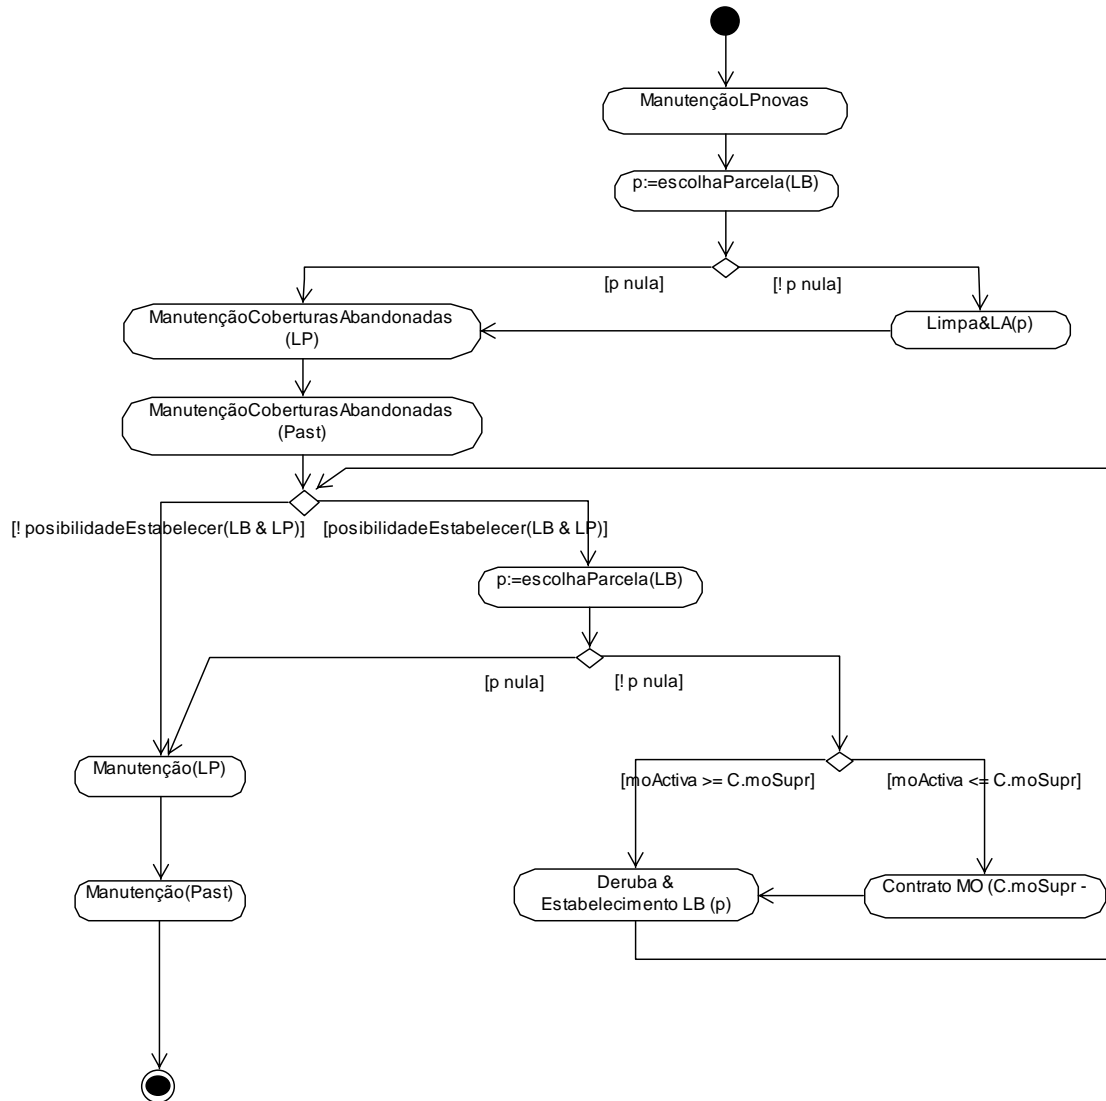 ManutençãoLPnovas
p:=escolhaParcela(LB)
[p nula]
[! p nula]
ManutençãoCoberturasAbandonadas
(LP)
Limpa&LA(p)
ManutençãoCoberturasAbandonadas
(Past)
[! posibilidadeEstabelecer(LB & LP)]
[posibilidadeEstabelecer(LB & LP)]
p:=escolhaParcela(LB)
[p nula]
[! p nula]
Manutenção(LP)
[moActiva >= C.moSupr]
[moActiva <= C.moSupr]
Manutenção(Past)
Deruba &
Estabelecimento LB (p)
Contrato MO (C.moSupr -